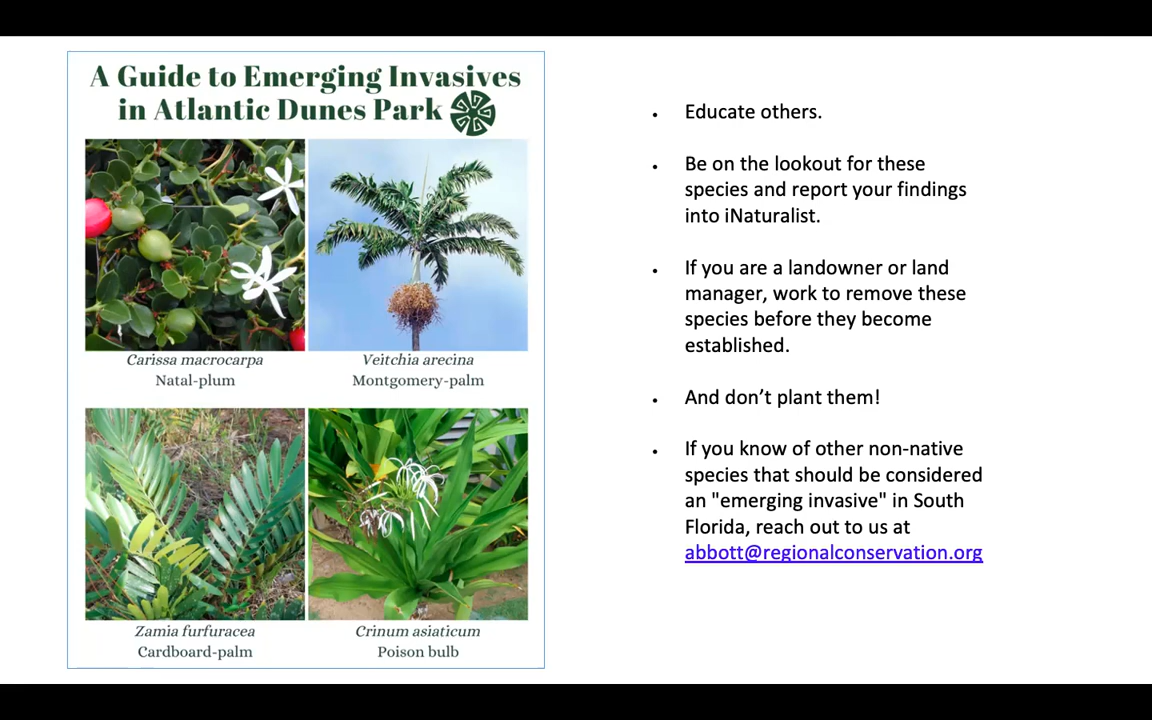 A Guide to Emerging Invasives
in Atlantic Dunes Park
Carissa macrocarpa
Natal-plum
Veitchia arecina
Montgomery-palm
Zamia furfuracea
Cardboard-palm
Crinum asiaticum
Poison bulb
• Educate others.
• Be on the lookout for these
species and report your findings
into iNaturalist.
• If you are a landowner or land
manager, work to remove these
species before they become
established.
• And don’t plant them!
• If you know of other non-native
species that should be considered
an "emerging invasive" in South
Florida, reach out to us at
abbott@regionalconservation.org